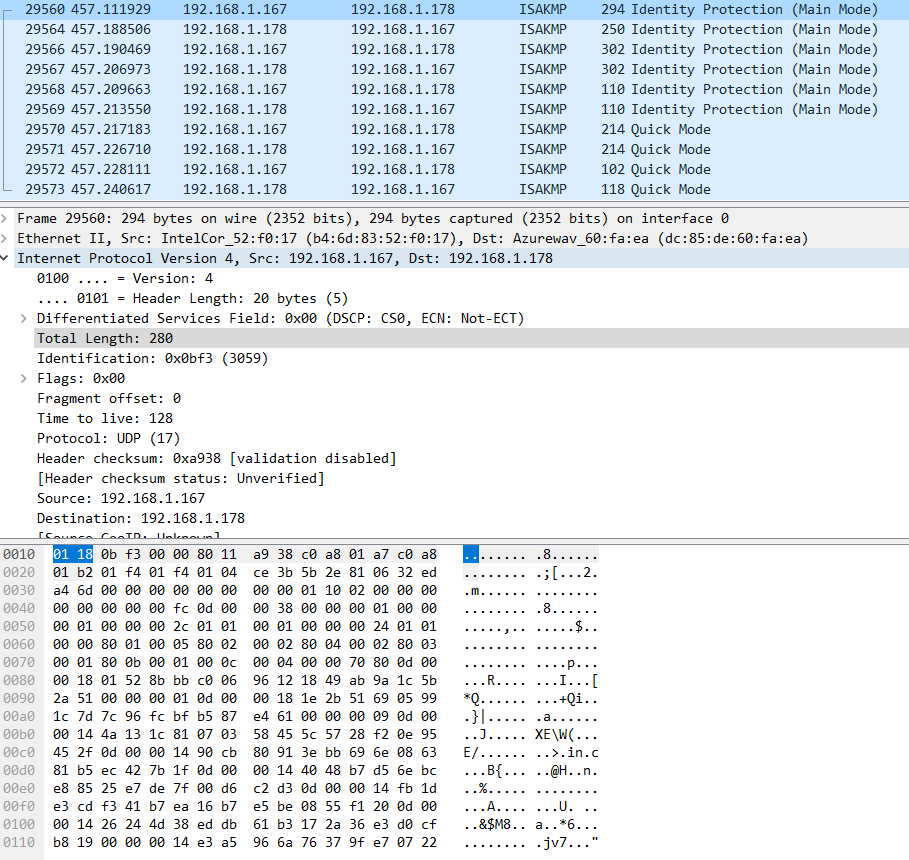 29560 457.111929 192.168.1.167 192.168.1.178 ISAKMP 294 Identity Protection (Main Mode)
29564 457.188506 192.168.1.178 192.168.1.167 ISAKMP 250 Identity Protection (Main Mode)
29566 457.190469 192.168.1.167 192.168.1.178 ISAKMP 302 Identity Protection (Main Mode)
29567 457.206973 192.168.1.178 192.168.1.167 ISAKMP 302 Identity Protection (Main Mode)
29568 457.209663 192.168.1.167 192.168.1.178 ISAKMP 110 Identity Protection (Main Mode)
29569 457.213550 192.168.1.178 192.168.1.167 ISAKMP 110 Identity Protection (Main Mode)
29570 457.217183 192.168.1.167 192.168.1.178 ISAKMP 214 Quick Mode
29571 457.226710 192.168.1.178 192.168.1.167 ISAKMP 214 Quick Mode
29572 457.228111 192.168.1.167 192.168.1.178 ISAKMP 102 Quick Mode
29573 457.240617 192.168.1.178 192.168.1.167 ISAKMP 118 Quick Mode
Frame 29560: 294 bytes on wire (2352 bits), 294 bytes captured (2352 bits) on interface 0
Ethernet II, Src: IntelCor_52:f0:17 (b4:6d:83:52:f0:17), Dst: Azurewav_60:fa:ea (dc:85:de:60:fa:ea)
Internet Protocol Version 4, Src: 192.168.1.167, Dst: 192.168.1.178
0100 .... = Version: 4
.... 0101 = Header Length: 20 bytes (5)
Differentiated Services Field: 0x00 (DSCP: CS0, ECN: Not-ECT)
Total Length: 280
Identification: 0x0bf3 (3059)
Flags: 0x00
Fragment offset: 0
Time to live: 128
Protocol: UDP (17)
Header checksum: 0xa938 [validation disabled]
[Header checksum status: Unverified]
Source: 192.168.1.167
Destination: 192.168.1.178
[Source GeoIP: Unknown]
0010 01 18 0b f3 00 00 80 11 a9 38 c0 a8 01 a7 c0 a8 ........ .8......
0020 01 b2 01 f4 01 f4 01 04 ce 3b 5b 2e 81 06 32 ed ........ .;[...2.
0030 a4 6d 00 00 00 00 00 00 00 00 01 10 02 00 00 00 .m...... ........
0040 00 00 00 00 00 fc 0d 00 00 38 00 00 00 01 00 00 ........ .8......
0050 00 01 00 00 00 2c 01 01 00 01 00 00 00 24 01 01 .....,.. .....$..
0060 00 00 80 01 00 05 80 02 00 02 80 04 00 02 80 03 ........ ........
0070 00 01 80 0b 00 01 00 0c 00 04 00 00 70 80 0d 00 ........ ....p...
0080 00 18 01 52 8b bb c0 06 96 12 18 49 ab 9a 1c 5b ...R.... ...I...[
0090 2a 51 00 00 00 01 0d 00 00 18 1e 2b 51 69 05 99 *Q...... ...+Qi..
00a0 1c 7d 7c 96 fc bf b5 87 e4 61 00 00 00 09 0d 00 .}|..... .a......
00b0 00 14 4a 13 1c 81 07 03 58 45 5c 57 28 f2 0e 95 ..J..... XE\W(...
00c0 45 2f 0d 00 00 14 90 cb 80 91 3e bb 69 6e 08 63 E/...... ..>.in.c
00d0 81 b5 ec 42 7b 1f 0d 00 00 14 40 48 b7 d5 6e bc ...B{... ..@H..n.
00e0 e8 85 25 e7 de 7f 00 d6 c2 d3 0d 00 00 14 fb 1d ..%..... ........
00f0 e3 cd f3 41 b7 ea 16 b7 e5 be 08 55 f1 20 0d 00 ...A.... ...U. ..
0100 00 14 26 24 4d 38 ed db 61 b3 17 2a 36 e3 d0 cf ..&$M8.. a..*6...
0110 b8 19 00 00 00 14 e3 a5 96 6a 76 37 9f e7 07 22 ........ .jv7..."